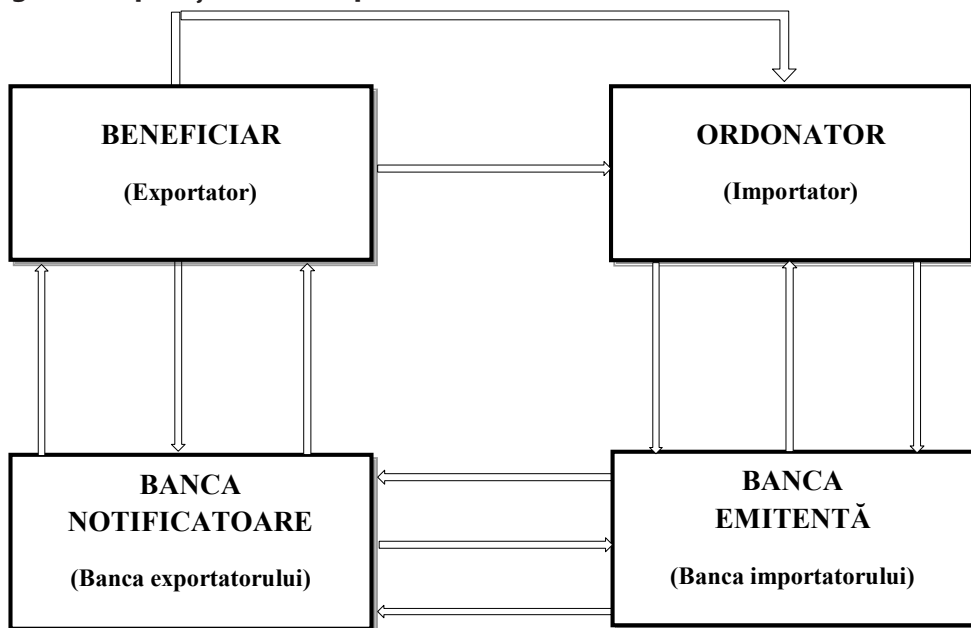 BENEFICIAR
(Exportator)
ORDONATOR
(Importator)
BANCA
NOTIFICATOARE
(Banca exportatorului)
BANCA
EMITENTĂ
(Banca importatorului)